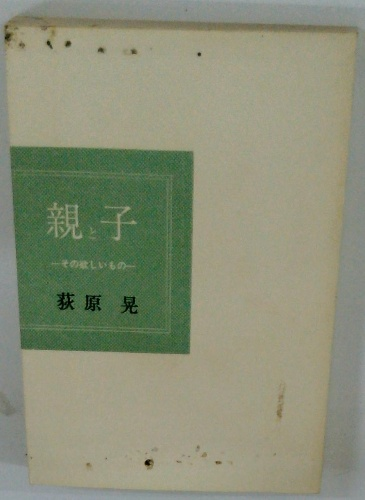 親と子
—その欲しいもの—
荻原 晃